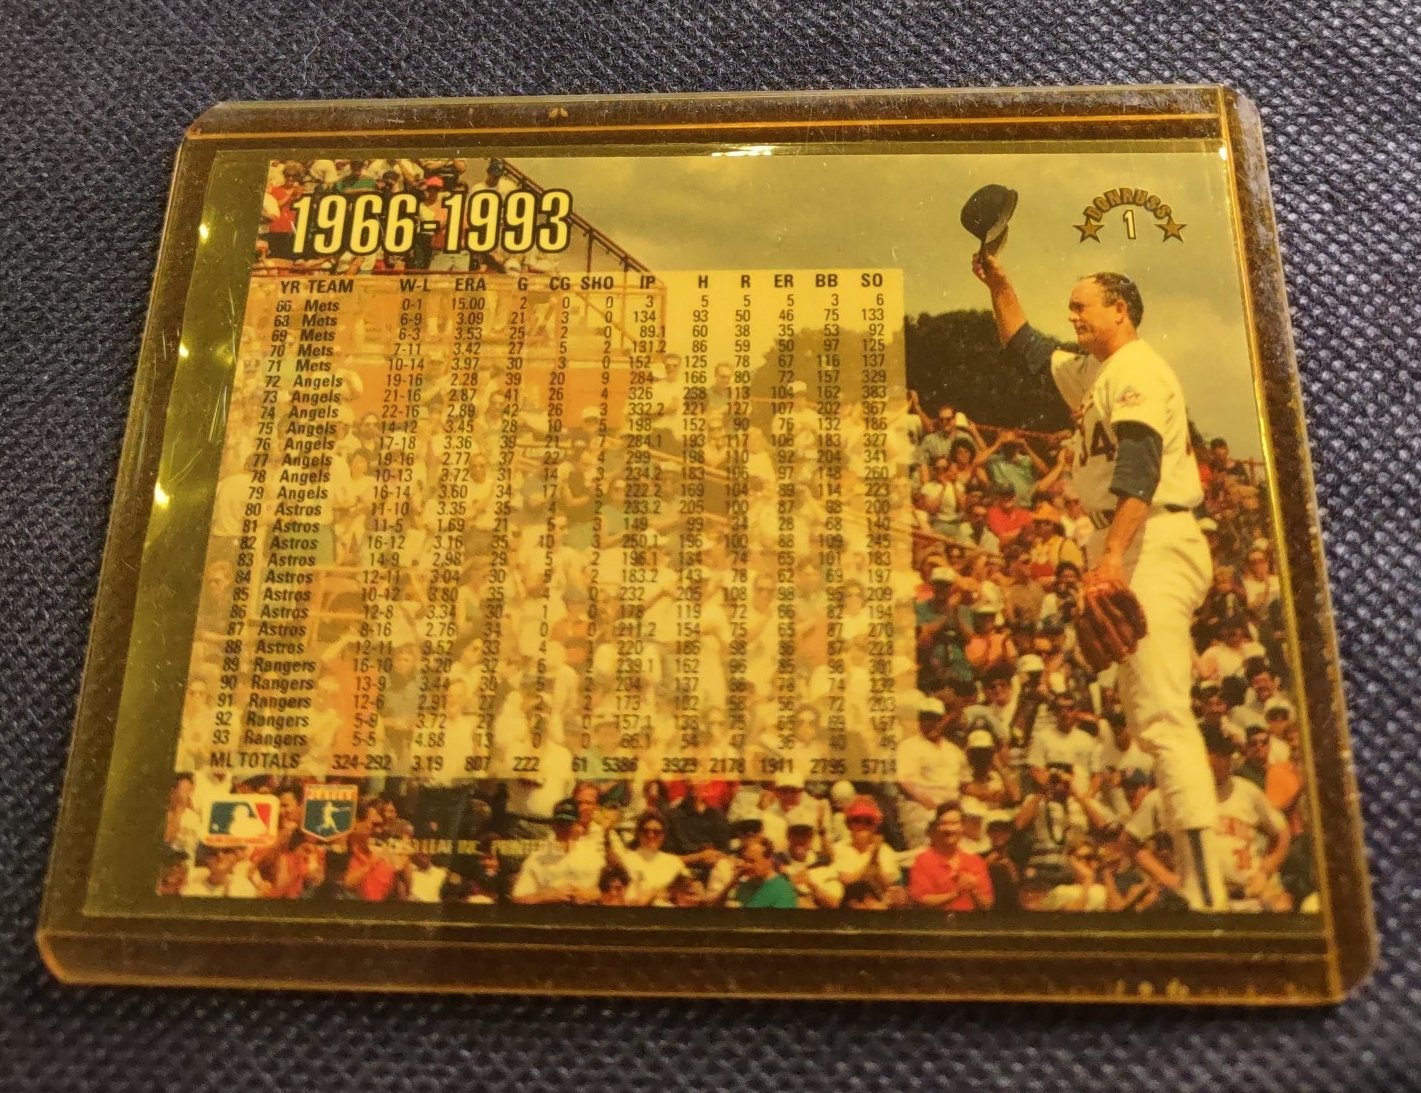 1966-1993
DONRUSS
1
YR TEAM W-L ERA G CG SHO IP H R ER BB SO
66 Mets 0-1 15.00 2 0 0 3 5 5 5 3 6
68 Mets 6-9 3.09 21 3 0 134 93 50 46 75 133
69 Mets 6-3 3.53 25 2 0 89.1 60 38 35 53 92
70 Mets 7-11 3.42 27 5 2 131.2 86 59 50 97 125
71 Mets 10-14 3.97 30 3 0 152 125 78 67 116 137
72 Angels 19-16 2.28 39 20 9 284 166 80 72 157 329
73 Angels 21-16 2.87 41 26 4 326 238 113 104 162 383
74 Angels 22-16 2.89 42 26 3 332.2 221 127 107 202 367
75 Angels 14-12 3.45 28 10 5 198 152 90 76 132 186
76 Angels 17-18 3.36 39 21 7 284.1 193 117 106 183 327
77 Angels 19-16 2.77 37 22 4 299 198 110 92 204 341
78 Angels 10-13 3.72 31 14 3 234.2 183 106 97 148 260
79 Angels 16-14 3.60 34 17 5 222.2 169 104 89 114 223
80 Astros 11-10 3.35 35 4 2 233.2 205 100 87 98 200
81 Astros 11-5 1.69 21 5 3 149 99 34 28 68 140
82 Astros 16-12 3.16 35 10 3 250.1 196 100 88 109 245
83 Astros 14-9 2.98 29 5 2 196.1 134 74 65 101 183
84 Astros 12-11 3.04 30 5 2 183.2 143 78 62 69 197
85 Astros 10-12 3.80 35 4 0 232 205 108 98 95 209
86 Astros 12-8 3.34 30 1 0 178 119 72 66 82 194
87 Astros 8-16 2.76 34 0 0 211.2 154 75 65 87 270
88 Astros 12-11 3.52 33 4 1 220 186 98 86 87 228
89 Rangers 16-10 3.20 32 6 2 239.1 162 96 85 98 301
90 Rangers 13-9 3.44 30 5 2 204 137 86 78 74 232
91 Rangers 12-6 2.91 27 2 2 173 102 58 56 72 203
92 Rangers 5-9 3.72 27 2 0 157.1 138 75 65 69 157
93 Rangers 5-5 4.88 13 0 0 66.1 54 47 36 40 46
ML TOTALS 324-292 3.19 807 222 61 5386 3923 2178 1911 2795 5714
INC. PRINTED
34